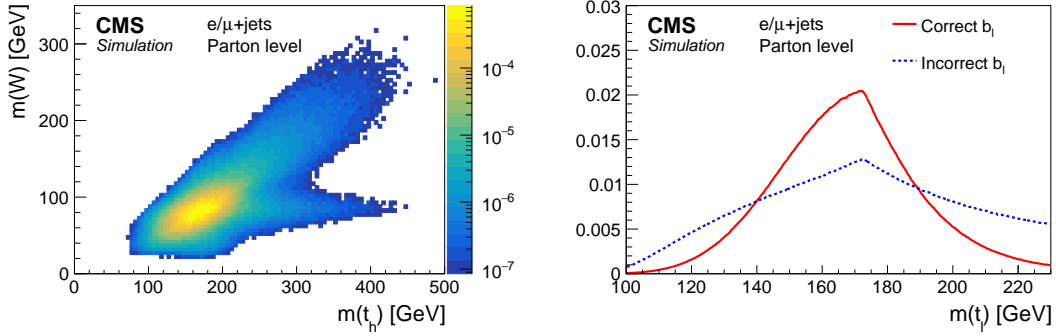 CMS
Simulation
e/μ+jets
Parton level
m(W) [GeV]
300
200
100
0
0 100 200 300 400 500
m(t_h) [GeV]
10⁻⁴
10⁻⁵
10⁻⁶
10⁻⁷
CMS
Simulation
e/μ+jets
Parton level
Correct b_l
Incorrect b_l
0.03
0.025
0.02
0.015
0.01
0.005
0
100 120 140 160 180 200 220
m(t_l) [GeV]